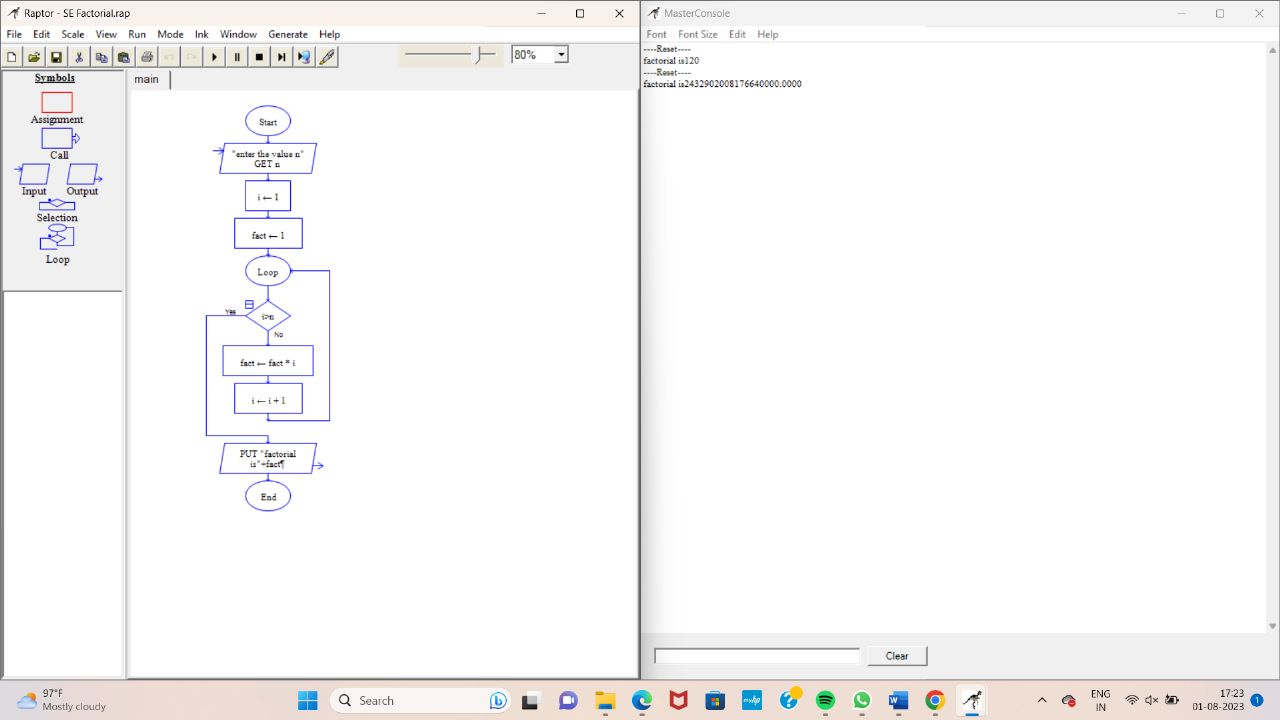 Raptor - SE Factorial.rap
File Edit Scale View Run Mode Ink Window Generate Help
80%
Symbols
Assignment
Call
Input Output
Selection
Loop
main
Start
"enter the value n"
GET n
i ← 1
fact ← 1
Loop
Yes
i>n
No
fact ← fact * i
i ← i + 1
PUT "factorial
is"+fact¶
End
MasterConsole
Font Font Size Edit Help
----Reset----
factorial is120
----Reset----
factorial is2432902008176640000.0000
Clear
97°F
Mostly cloudy
Search
myhp
ENG
IN
17:23
01-08-2023
1